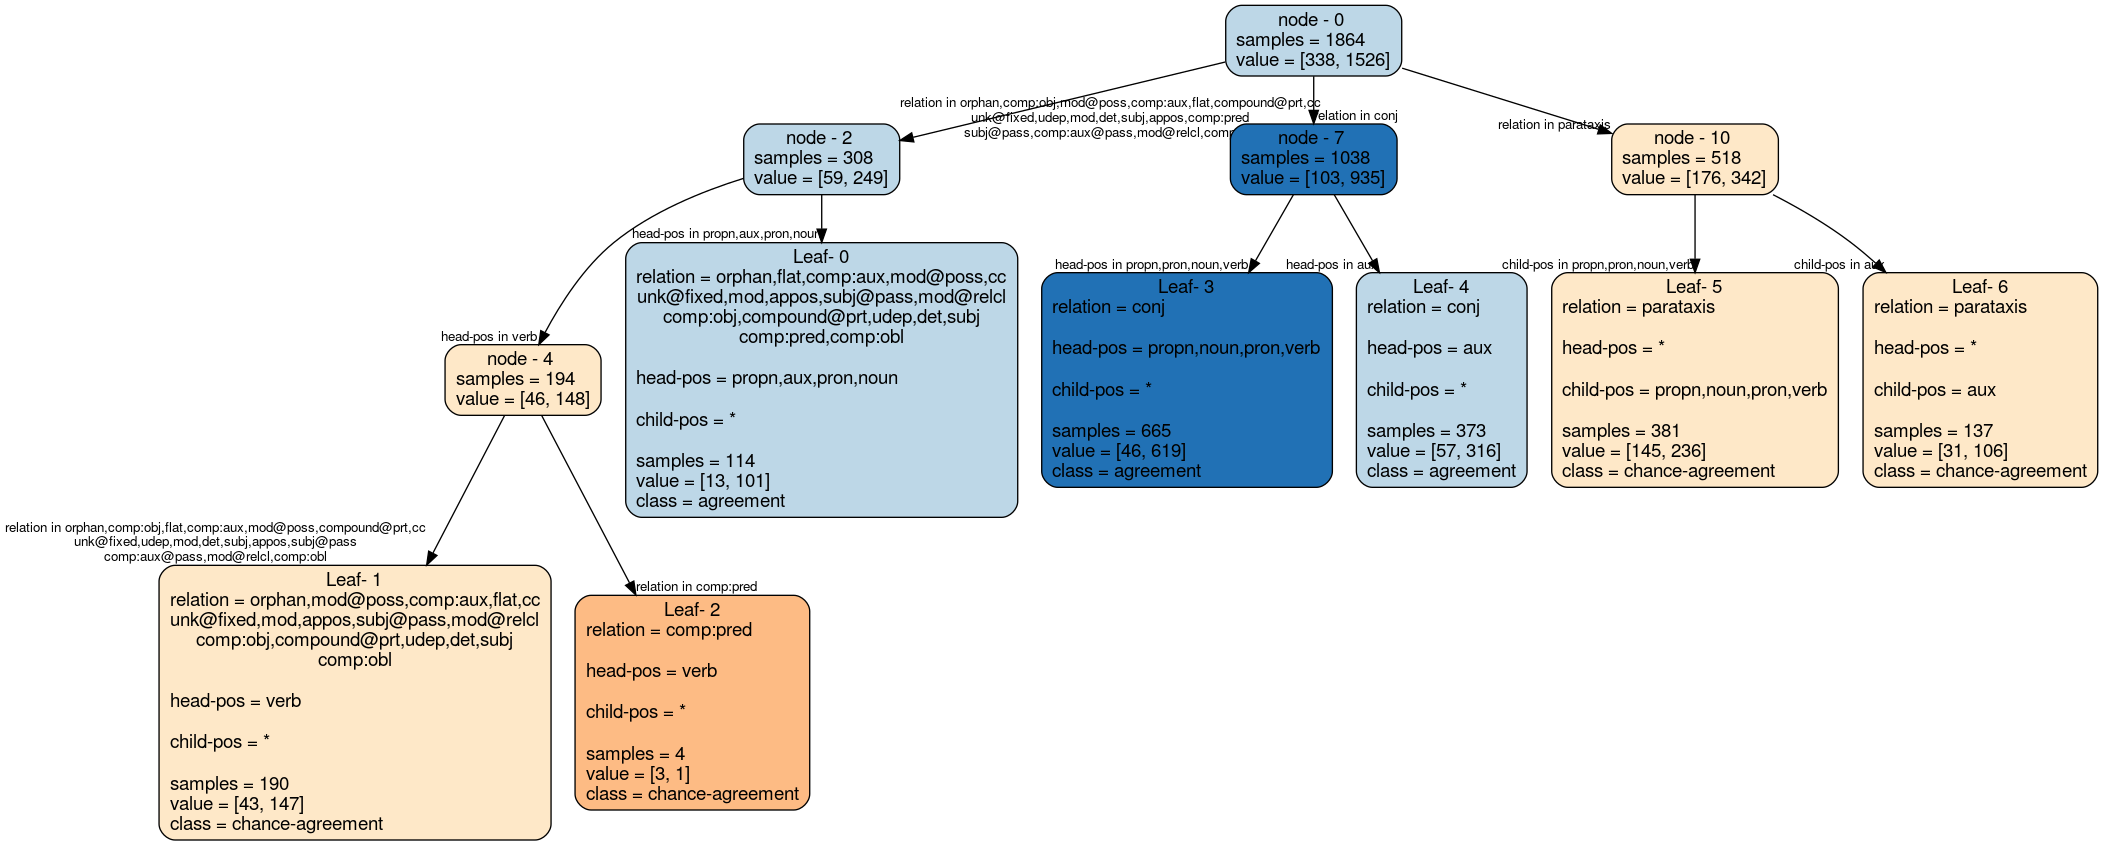 node - 0
samples = 1864
value = [338, 1526]
relation in orphan,comp:obj,mod@poss,comp:aux,flat,compound@prt,cc
unk@fixed,udep,mod,det,subj,appos,comp:pred
subj@pass,comp:aux@pass,mod@relcl,comp
relation in conj
relation in parataxis
node - 2
samples = 308
value = [59, 249]
node - 7
samples = 1038
value = [103, 935]
node - 10
samples = 518
value = [176, 342]
head-pos in verb
head-pos in propn,aux,pron,noun
head-pos in propn,pron,noun,verb
head-pos in aux
child-pos in propn,pron,noun,verb
child-pos in aux
node - 4
samples = 194
value = [46, 148]
Leaf- 0
relation = orphan,flat,comp:aux,mod@poss,cc
unk@fixed,mod,appos,subj@pass,mod@relcl
comp:obj,compound@prt,udep,det,subj
comp:pred,comp:obl
head-pos = propn,aux,pron,noun
child-pos = *
samples = 114
value = [13, 101]
class = agreement
Leaf- 3
relation = conj
head-pos = propn,noun,pron,verb
child-pos = *
samples = 665
value = [46, 619]
class = agreement
Leaf- 4
relation = conj
head-pos = aux
child-pos = *
samples = 373
value = [57, 316]
class = agreement
Leaf- 5
relation = parataxis
head-pos = *
child-pos = propn,noun,pron,verb
samples = 381
value = [145, 236]
class = chance-agreement
Leaf- 6
relation = parataxis
head-pos = *
child-pos = aux
samples = 137
value = [31, 106]
class = chance-agreement
relation in orphan,comp:obj,flat,comp:aux,mod@poss,compound@prt,cc
unk@fixed,udep,mod,det,subj,appos,subj@pass
comp:aux@pass,mod@relcl,comp:obl
relation in comp:pred
Leaf- 1
relation = orphan,mod@poss,comp:aux,flat,cc
unk@fixed,mod,appos,subj@pass,mod@relcl
comp:obj,compound@prt,udep,det,subj
comp:obl
head-pos = verb
child-pos = *
samples = 190
value = [43, 147]
class = chance-agreement
Leaf- 2
relation = comp:pred
head-pos = verb
child-pos = *
samples = 4
value = [3, 1]
class = chance-agreement